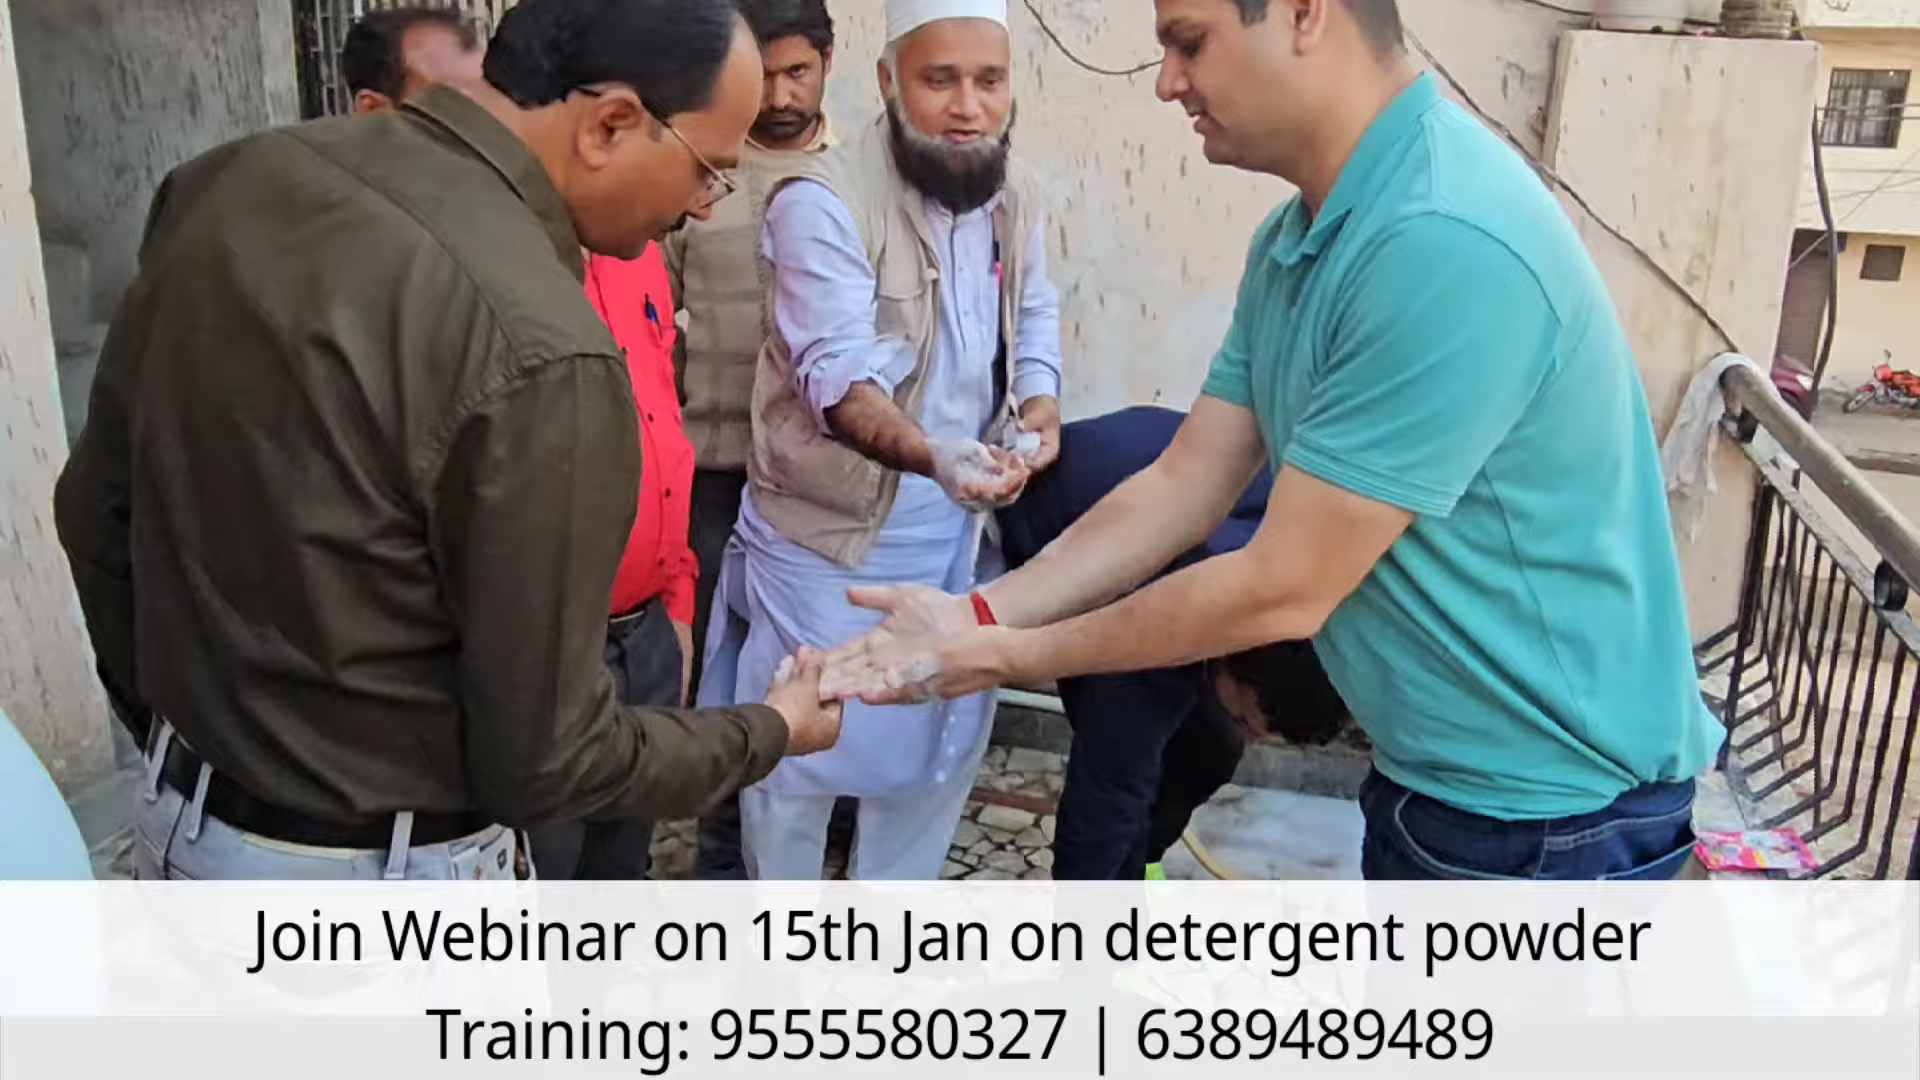 Join Webinar on 15th Jan on detergent powder
Training: 9555580327 | 6389489489